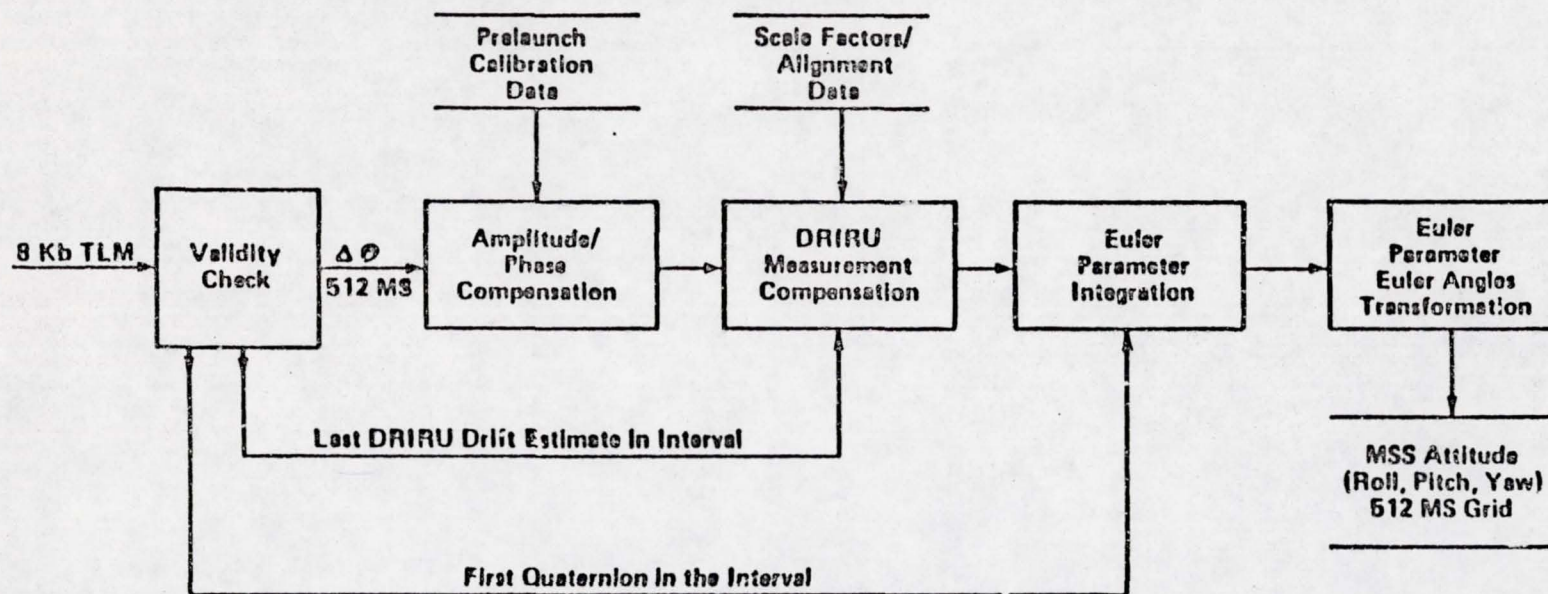 Prelaunch
Calibration
Data
Scale Factors/
Alignment
Data
8 Kb TLM
Validity
Check
Δ Θ
512 MS
Amplitude/
Phase
Compensation
DRIRU
Measurement
Compensation
Euler
Parameter
Integration
Euler
Parameter
Euler Angles
Transformation
Last DRIRU Drift Estimate In Interval
MSS Attitude
(Roll, Pitch, Yaw)
512 MS Grid
First Quaternion In the Interval